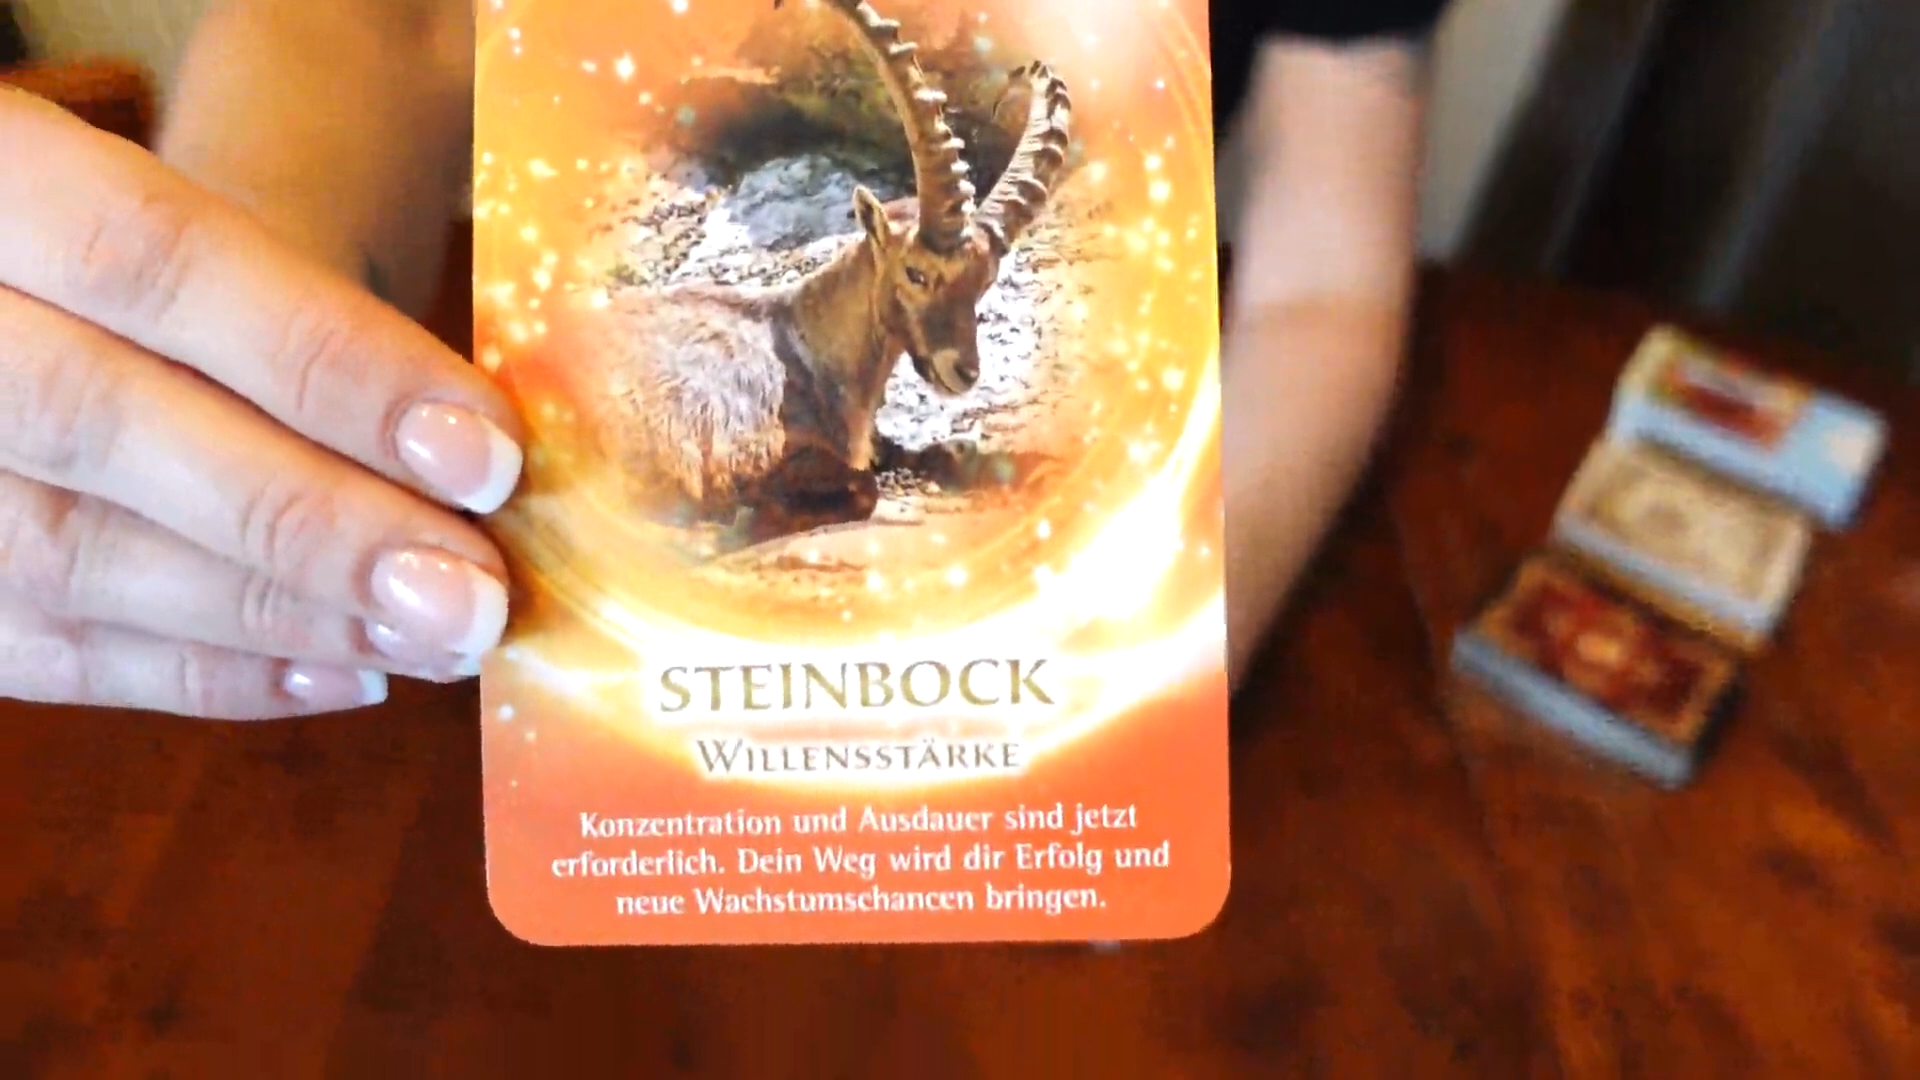 STEINBOCK
WILLENSSTÄRKE
Konzentration und Ausdauer sind jetzt
erforderlich. Dein Weg wird dir Erfolg und
neue Wachstumschancen bringen.